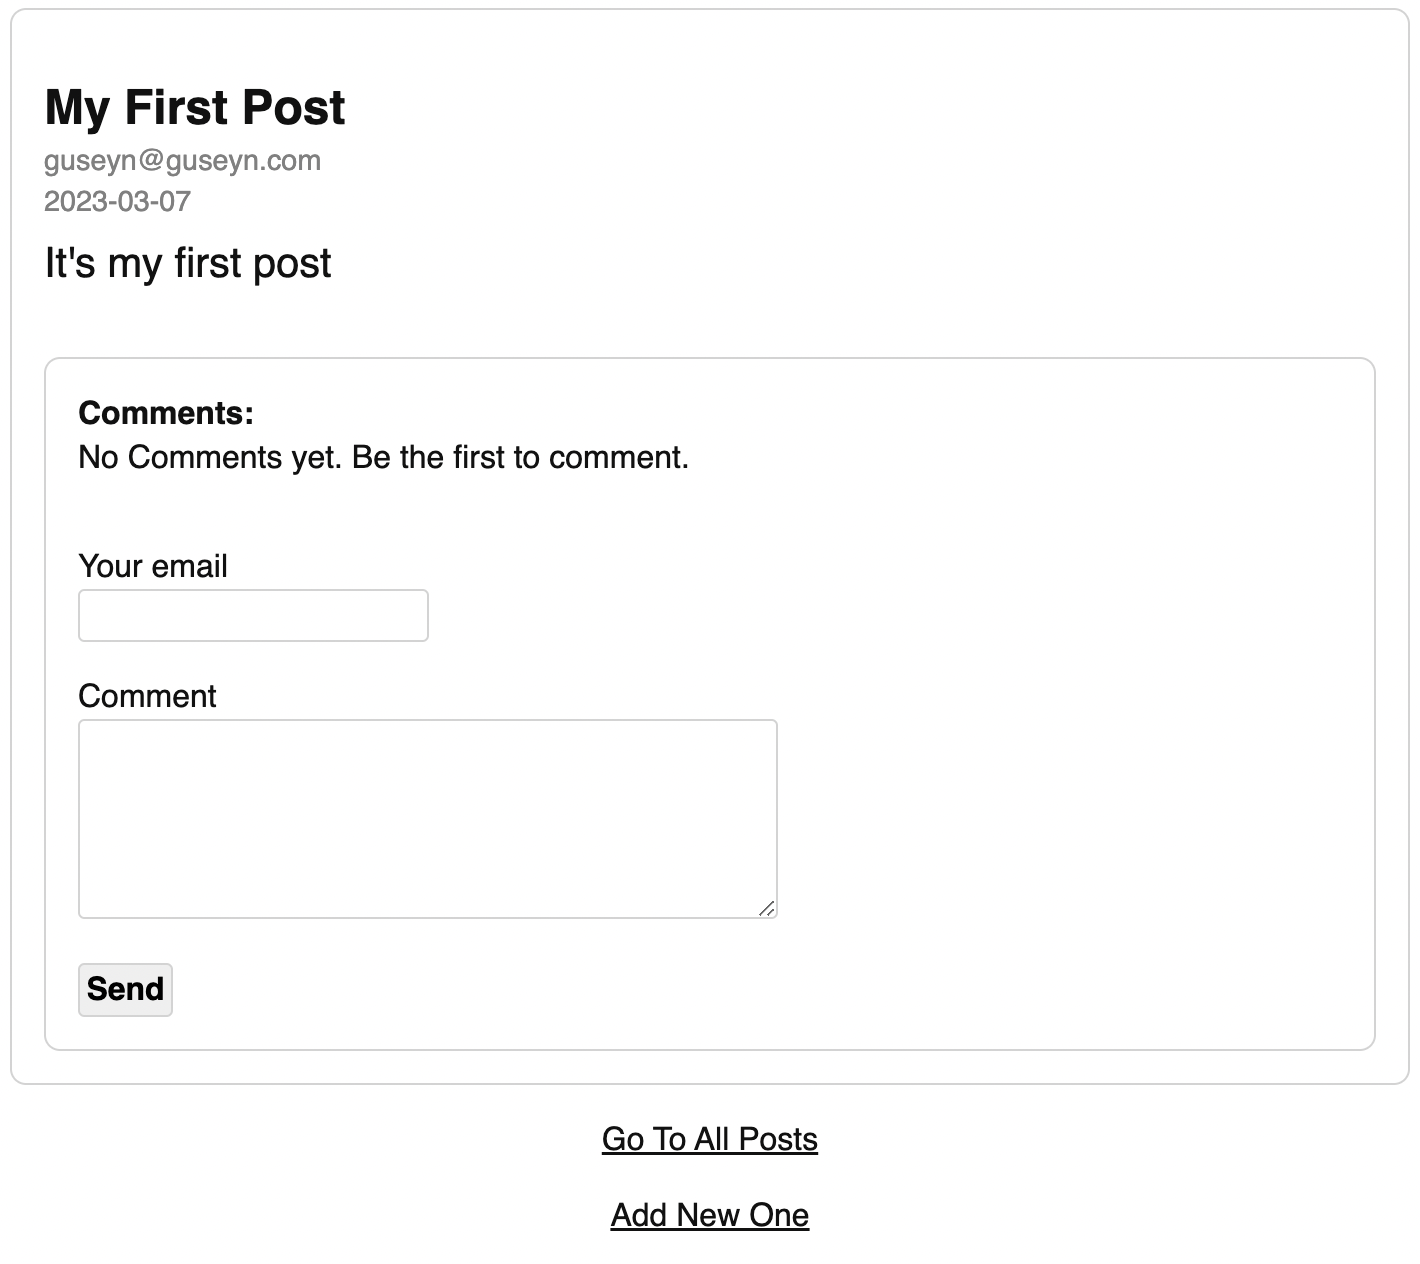 My First Post
guseyn@guseyn.com
2023-03-07
It's my first post
Comments:
No Comments yet. Be the first to comment.
Your email
Comment
Send
Go To All Posts
Add New One